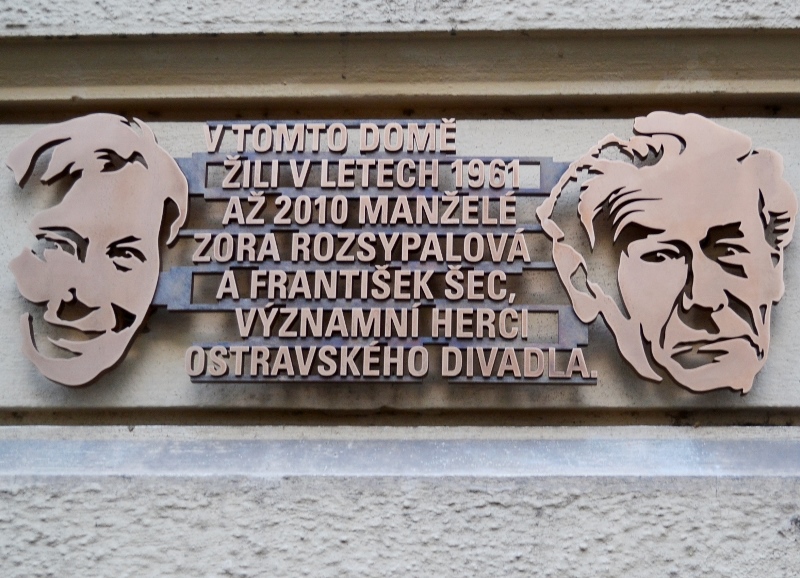 V TOMTO DOMĚ
ŽILI V LETECH 1961
AŽ 2010 MANŽELÉ
ZORA ROZSYPALOVÁ
A FRANTIŠEK ŠEC,
VÝZNAMNÍ HERCI
OSTRAVSKÉHO DIVADLA.